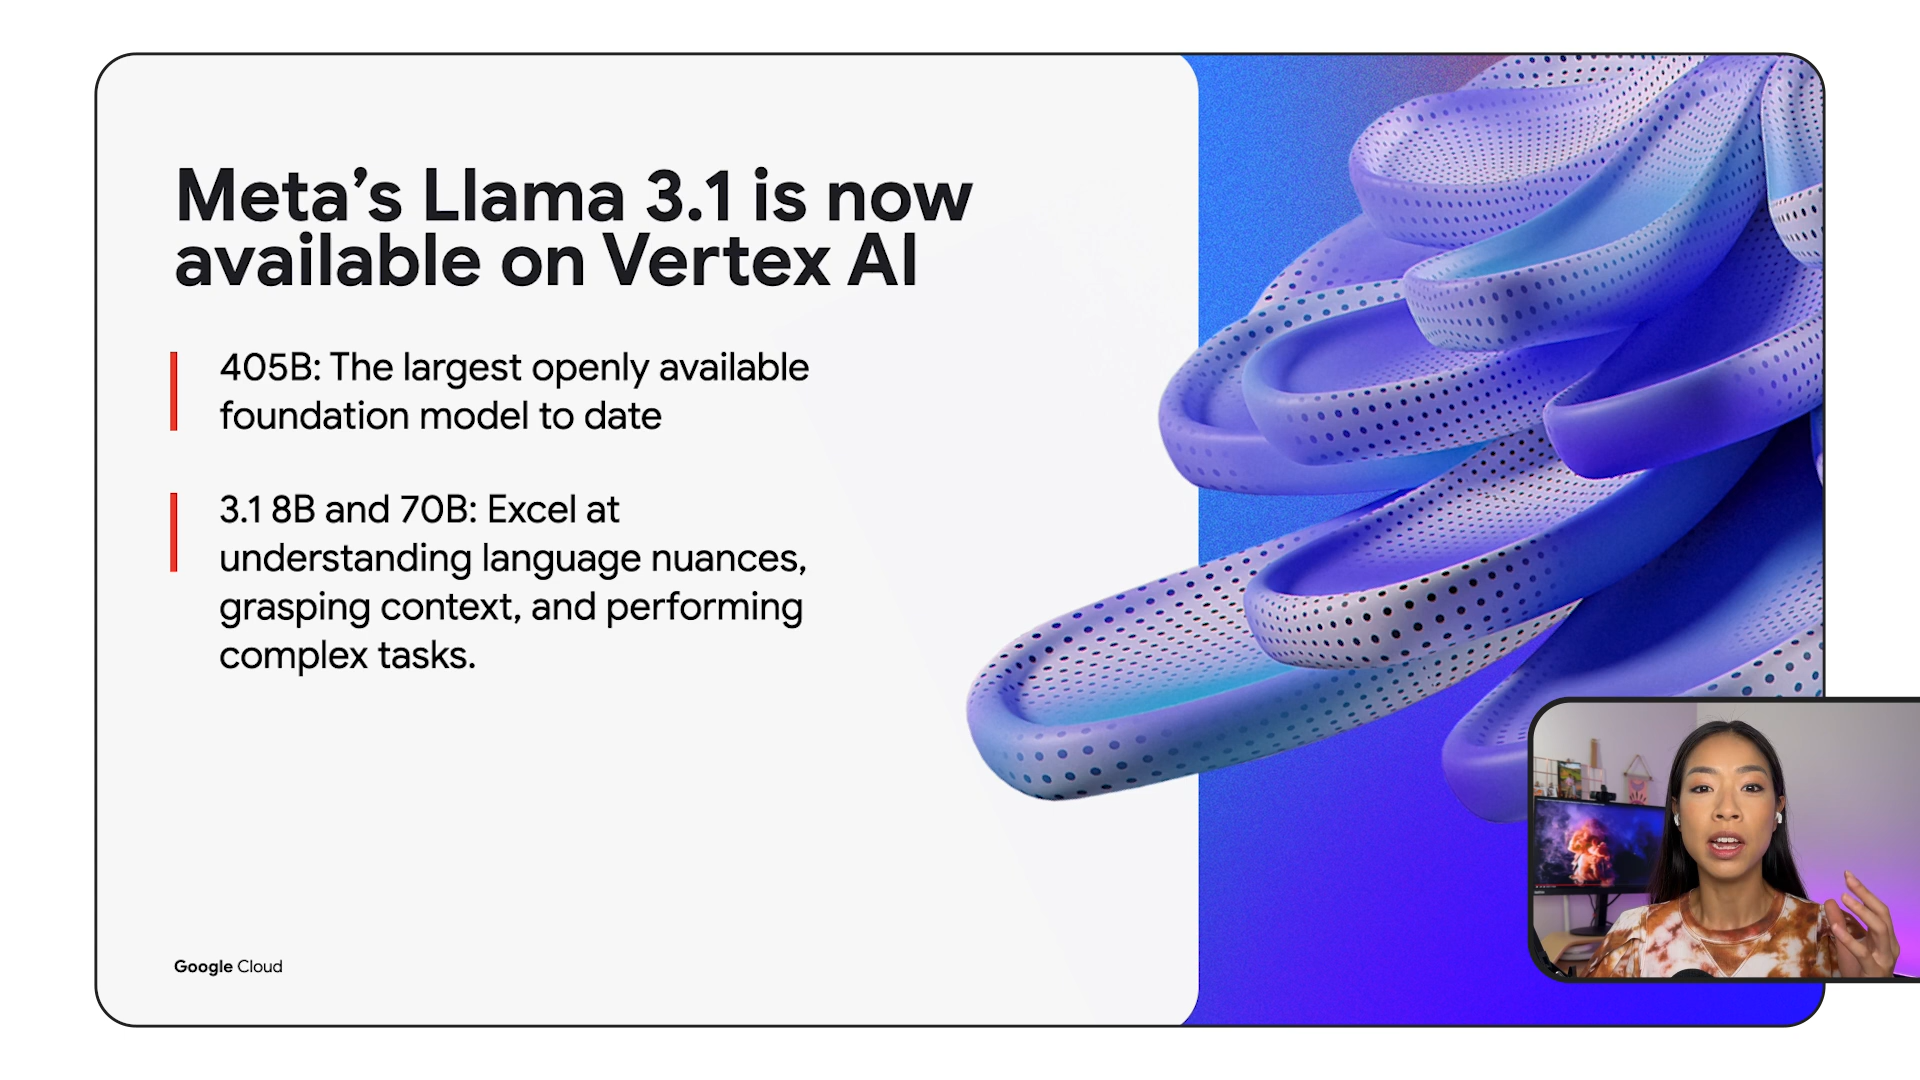 Meta’s Llama 3.1 is now
available on Vertex AI
405B: The largest openly available
foundation model to date
3.1 8B and 70B: Excel at
understanding language nuances,
grasping context, and performing
complex tasks.
Google Cloud